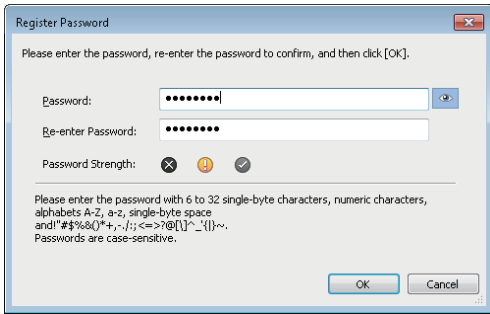 Register Password
Please enter the password, re-enter the password to confirm, and then click [OK].
Password: ●●●●●●●●
Re-enter Password: ●●●●●●●●
Password Strength:
Please enter the password with 6 to 32 single-byte characters, numeric characters,
alphabets A-Z, a-z, single-byte space
and!"#$%&()*+,-./:;<=>?@[\]^_'{|}~.
Passwords are case-sensitive.
OK Cancel